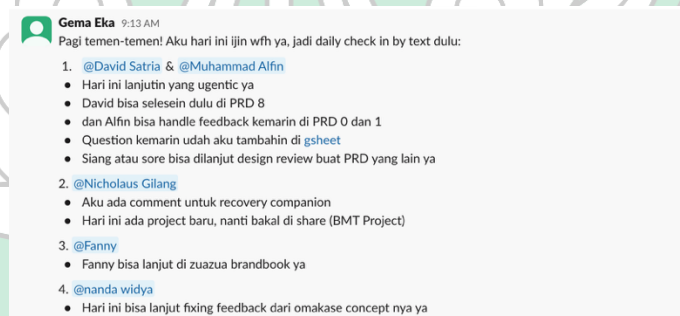 Gema Eka 9:13 AM
Pagi temen-temen! Aku hari ini ijin wfh ya, jadi daily check in by text dulu:
1. @David Satria & @Muhammad Alfin
• Hari ini lanjutin yang ugentic ya
• David bisa selesein dulu di PRD 8
• dan Alfin bisa handle feedback kemarin di PRD 0 dan 1
• Question kemarin udah aku tambahin di gsheet
• Siang atau sore bisa dilanjut design review buat PRD yang lain ya
2. @Nicholaus Gilang
• Aku ada comment untuk recovery companion
• Hari ini ada project baru, nanti bakal di share (BMT Project)
3. @Fanny
• Fanny bisa lanjut di zuazua brandbook ya
4. @nanda widya
• Hari ini bisa lanjut fixing feedback dari omakase concept nya ya